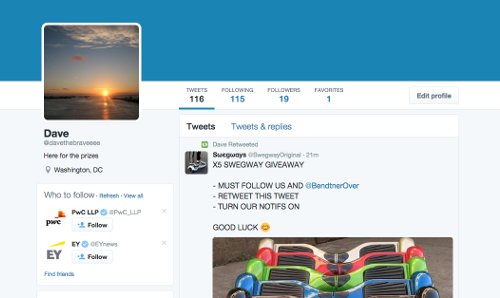 TWEETS FOLLOWING FOLLOWERS FAVORITES
116 115 19 1
Edit profile
Dave
@davethebraveeee
Here for the prizes
Washington, DC
Who to follow · Refresh · View all
PwC LLP @PwC_LLP
Follow
pwc
EY @EYnews
Follow
EY
Find friends
Tweets Tweets & replies
Dave Retweeted
Swegways @SwegwayOriginal · 21m
X5 SWEGWAY GIVEAWAY
- MUST FOLLOW US AND @BendtnerOver
- RETWEET THIS TWEET
- TURN OUR NOTIFS ON
GOOD LUCK 😊